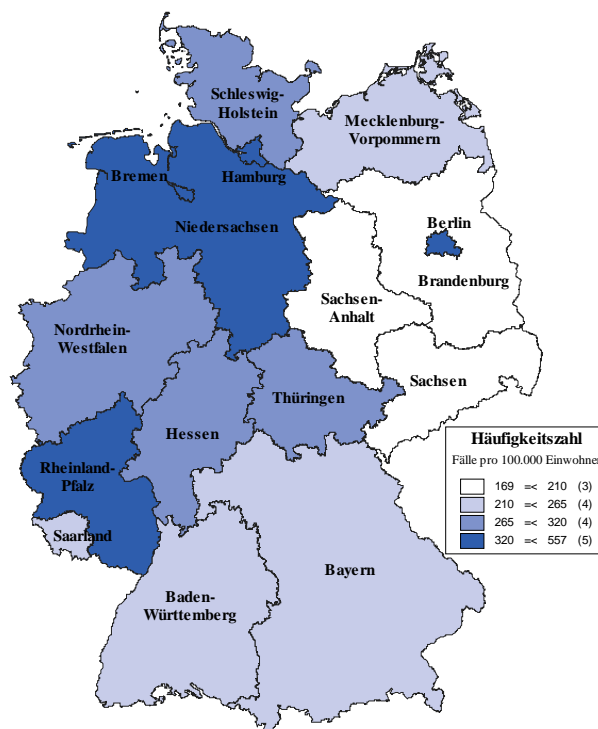 Schleswig-
Holstein
Mecklenburg-
Vorpommern
Bremen
Hamburg
Niedersachsen
Berlin
Brandenburg
Sachsen-
Anhalt
Nordrhein-
Westfalen
Thüringen
Sachsen
Hessen
Rheinland-
Pfalz
Saarland
Bayern
Baden-
Württemberg
Häufigkeitszahl
Fälle pro 100.000 Einwohner
169 =< 210 (3)
210 =< 265 (4)
265 =< 320 (4)
320 =< 557 (5)